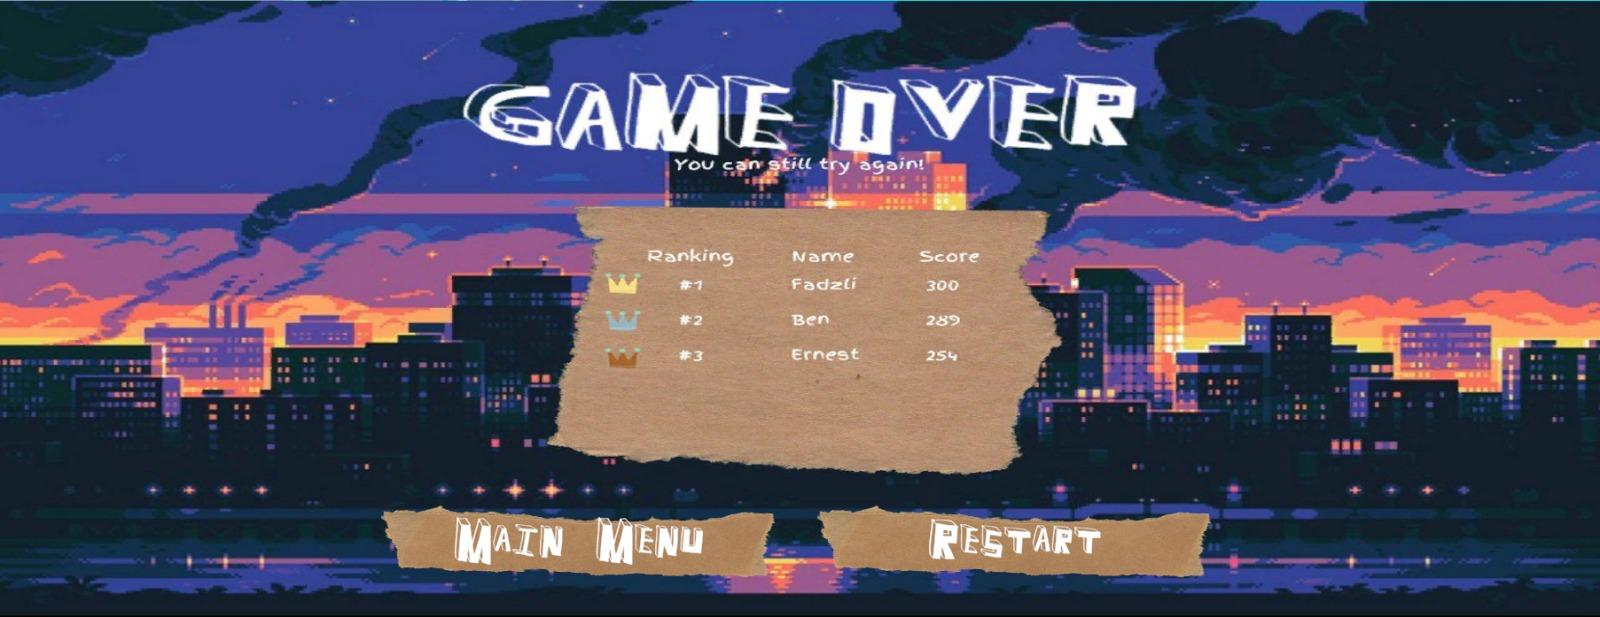 GAME OVER
You can still try again!
Ranking Name Score
#1 Fadzli 300
#2 Ben 289
#3 Ernest 254
MAIN MENU RESTART